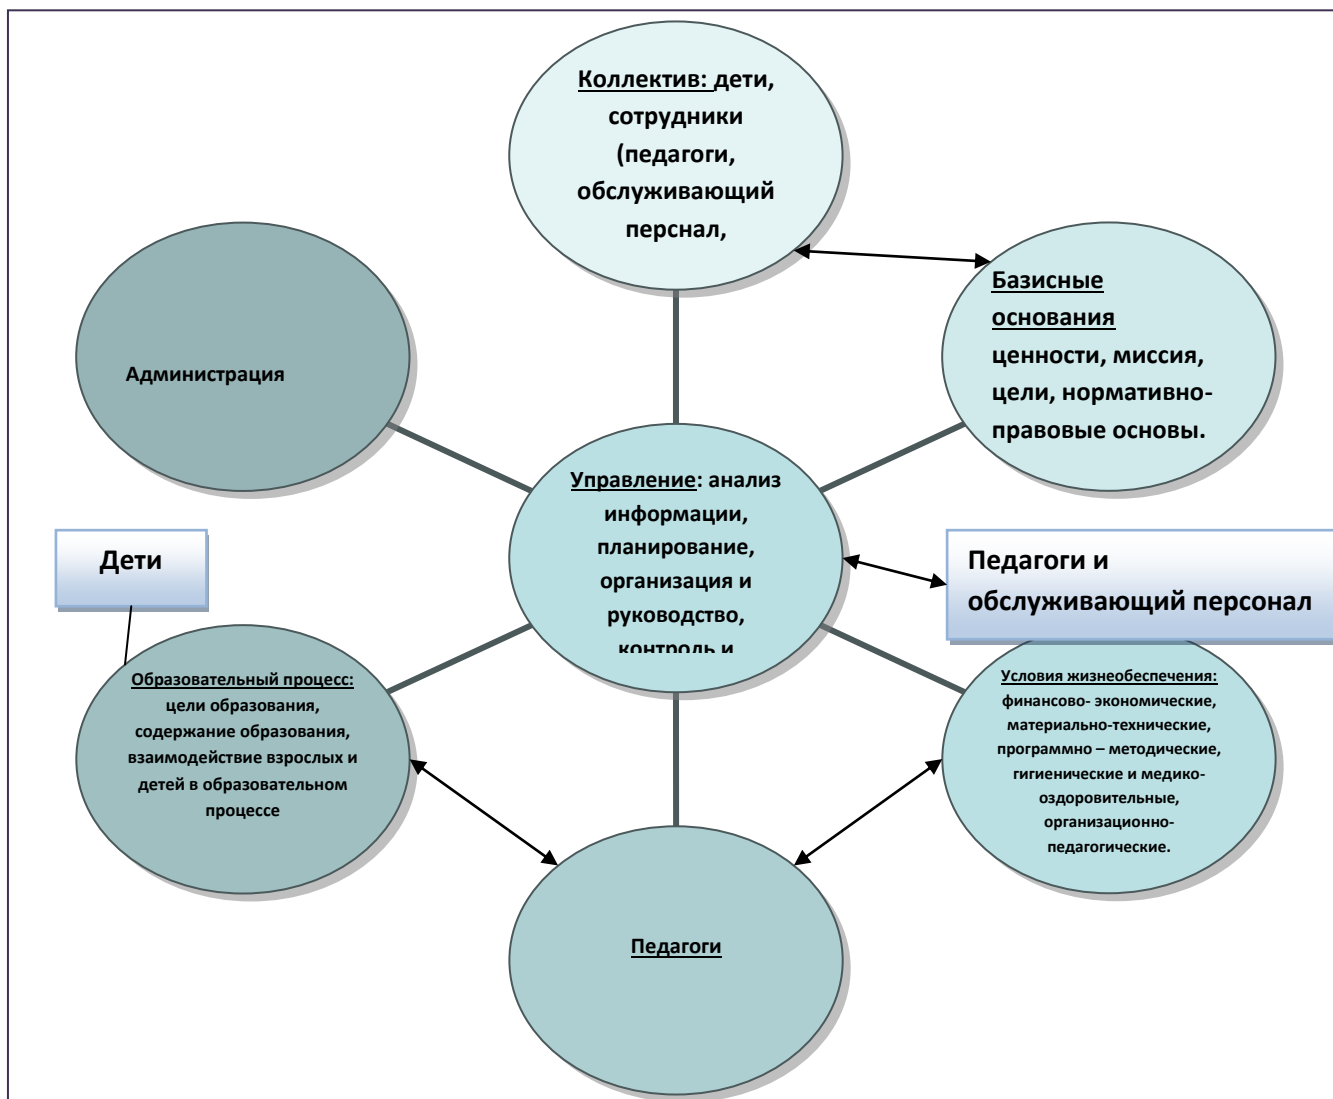 Коллектив: дети,
сотрудники
(педагоги,
обслуживающий
перснал,
Администрация
Базисные
основания
ценности, миссия,
цели, нормативно-
правовые основы.
Управление: анализ
информации,
планирование,
организация и
руководство,
контроль и
Дети
Педагоги и
обслуживающий персонал
Образовательный процесс:
цели образования,
содержание образования,
взаимодействие взрослых и
детей в образовательном
процессе
Условия жизнеобеспечения:
финансово- экономические,
материально-технические,
программно – методические,
гигиенические и медико-
оздоровительные,
организационно-
педагогические.
Педагоги